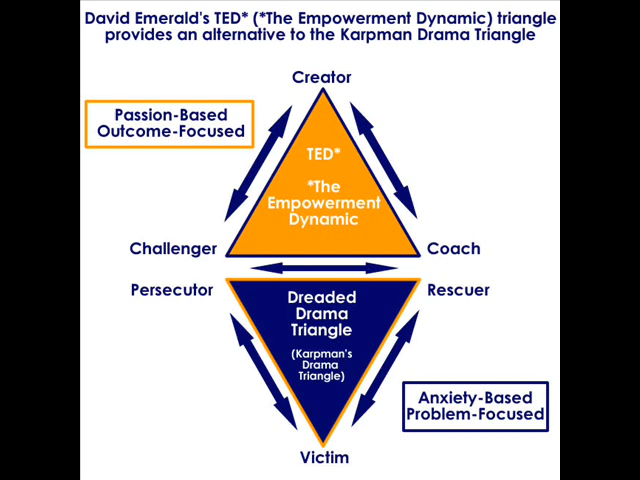 David Emerald's TED* (*The Empowerment Dynamic) triangle
provides an alternative to the Karpman Drama Triangle
Creator
Passion-Based
Outcome-Focused
TED*
*The
Empowerment
Dynamic
Challenger
Coach
Persecutor
Rescuer
Dreaded
Drama
Triangle
(Karpman's
Drama
Triangle)
Anxiety-Based
Problem-Focused
Victim